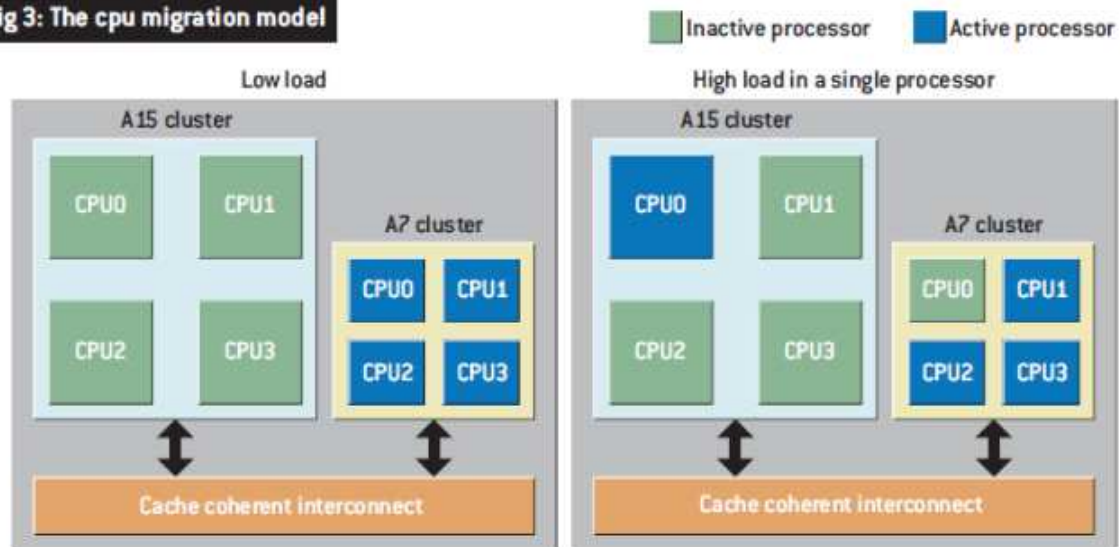 ig 3: The cpu migration model
Inactive processor
Active processor
Low load
A15 cluster
CPU0
CPU1
CPU2
CPU3
A7 cluster
CPU0
CPU1
CPU2
CPU3
Cache coherent interconnect
High load in a single processor
A15 cluster
CPU0
CPU1
CPU2
CPU3
A7 cluster
CPU0
CPU1
CPU2
CPU3
Cache coherent interconnect